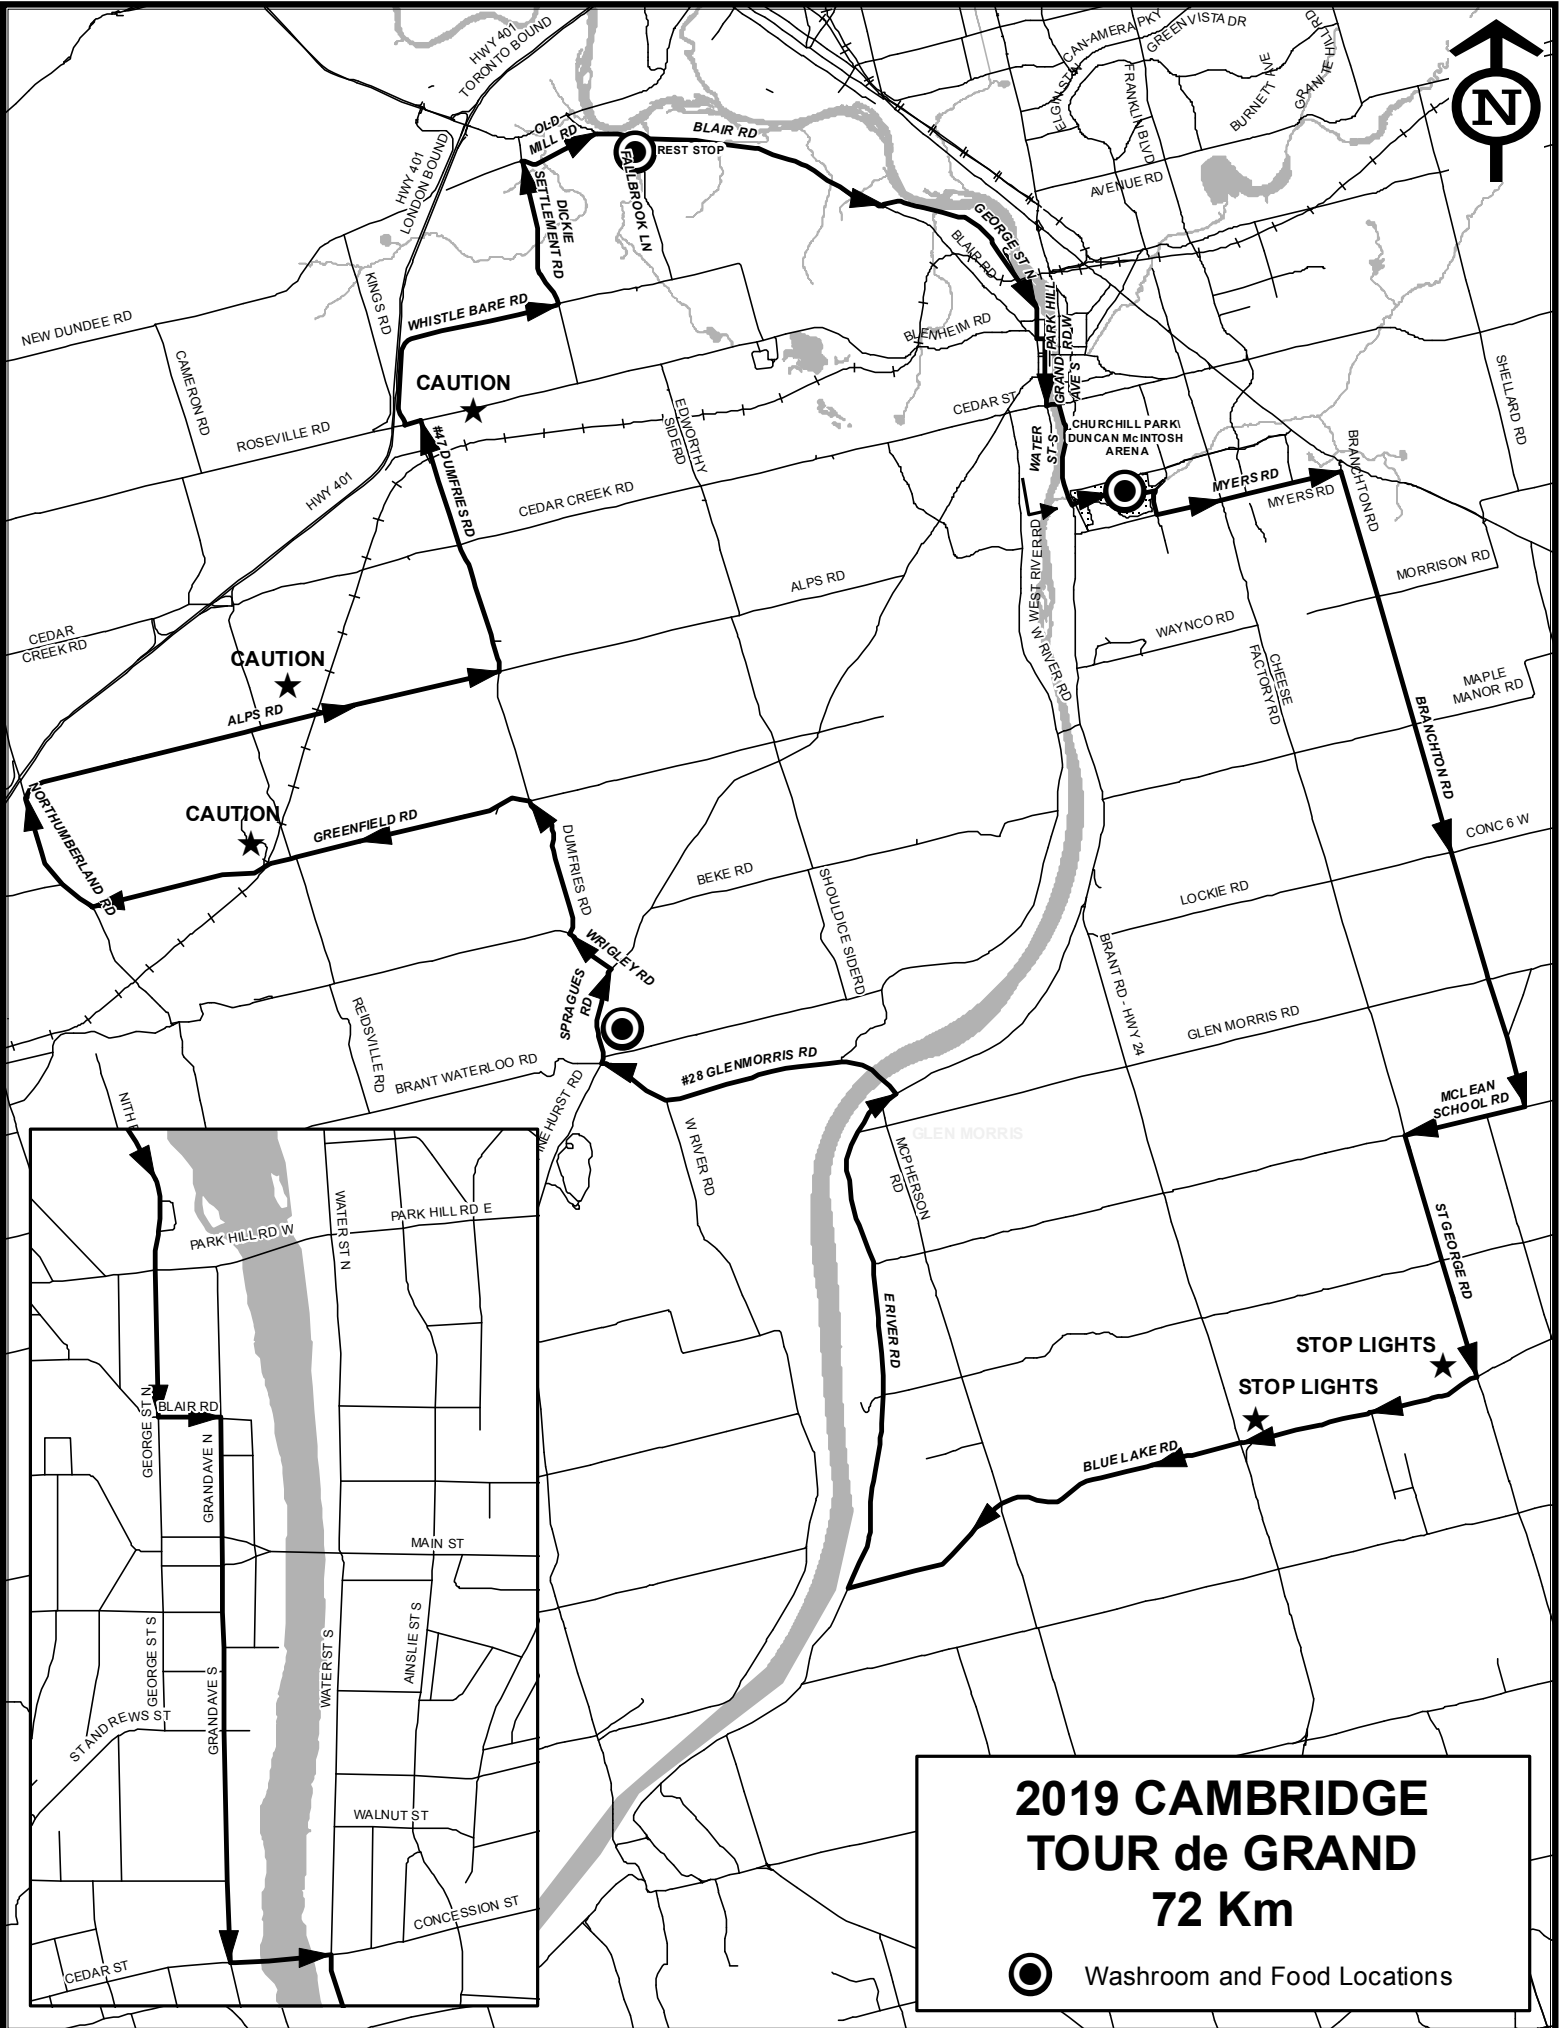 HWY 401
TORONTO BOUND
CAN-AMERA PKY
GREENVISTA DR
ELGIN ST N
FRANKLIN BLVD
BURNETT AVE
GRANITE HILL RD
N
HWY 401
LONDON BOUND
OLD
MILL RD
BLAIR RD
REST STOP
FALLBROOK LN
DICKIE
SETTLEMENT RD
AVENUE RD
GEORGE ST N
BLAIR RD
KINGS RD
WHISTLE BARE RD
NEW DUNDEE RD
CAMERON RD
BLENHEIM RD
PARK HILL
RD W
GRAND
AVE S
SHELLARD RD
CAUTION
ROSEVILLE RD
EDWORTHY
SIDERD
CEDAR ST
WATER
ST-S
CHURCHILL PARK\
DUNCAN McINTOSH
ARENA
BRANCHTON RD
#47 DUMFRIES RD
HWY 401
CEDAR CREEK RD
MYERS RD
MYERS RD
MORRISON RD
ALPS RD
W WEST RIVER RD
W RIVER RD
WAYNCO RD
CHEESE
FACTORY RD
MAPLE
MANOR RD
CEDAR
CREEK RD
CAUTION
ALPS RD
BRANCHTON RD
NORTHUMBERLAND RD
CAUTION
GREENFIELD RD
DUMFRIES RD
BEKE RD
SHOULDICE SIDERD
CONC 6 W
LOCKIE RD
WRIGLEY RD
SPRAGUES
RD
BRANT RD - HWY 24
GLEN MORRIS RD
REIDSVILLE RD
BRANT WATERLOO RD
#28 GLENMORRIS RD
MCLEAN
SCHOOL RD
GLEN MORRIS
W RIVER RD
MCPHERSON
RD
ST GEORGE RD
E RIVER RD
STOP LIGHTS
STOP LIGHTS
BLUE LAKE RD
PARK HILL RD W
WATER ST N
PARK HILL RD E
GEORGE ST N
BLAIR RD
GRAND AVE N
MAIN ST
GEORGE ST S
GRAND AVE S
WATER ST S
AINSLIE ST S
ST ANDREWS ST
WALNUT ST
CONCESSION ST
CEDAR ST
2019 CAMBRIDGE
TOUR de GRAND
72 Km
Washroom and Food Locations